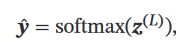 ŷ = softmax(z^(L)),